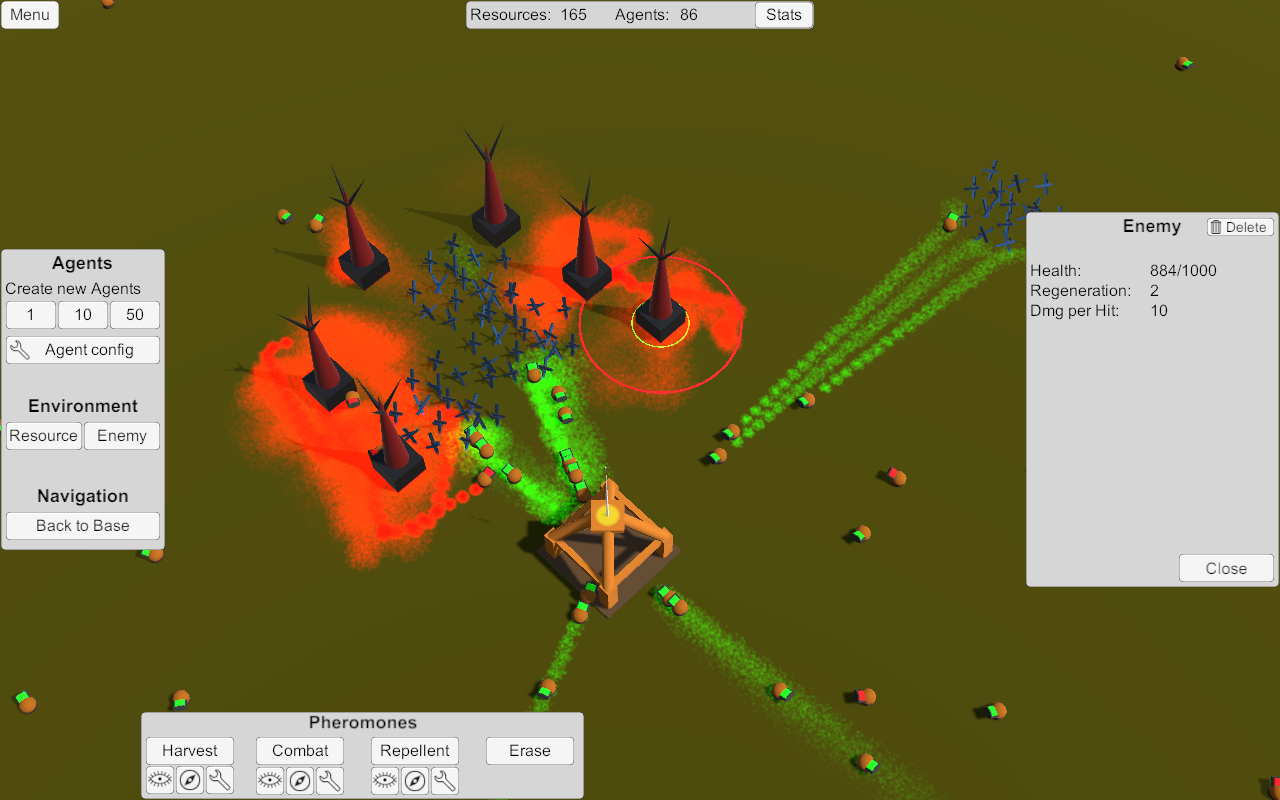 Menu
Resources: 165 Agents: 86 Stats
Agents
Create new Agents
1 10 50
Agent config
Environment
Resource Enemy
Navigation
Back to Base
Enemy Delete
Health: 884/1000
Regeneration: 2
Dmg per Hit: 10
Close
Pheromones
Harvest Combat Repellent Erase